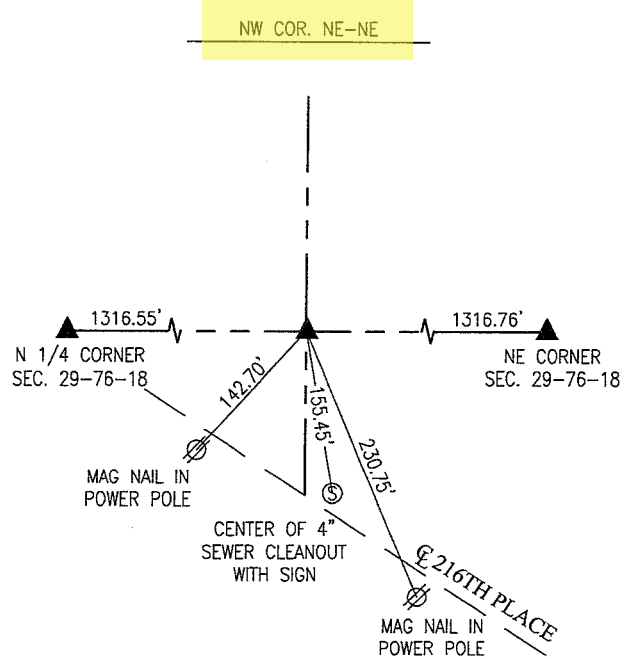 NW COR. NE-NE
1316.55'
1316.76'
N 1/4 CORNER
SEC. 29-76-18
NE CORNER
SEC. 29-76-18
142.70'
155.45'
230.75'
MAG NAIL IN
POWER POLE
S
CENTER OF 4"
SEWER CLEANOUT
WITH SIGN
℄ 216TH PLACE
MAG NAIL IN
POWER POLE